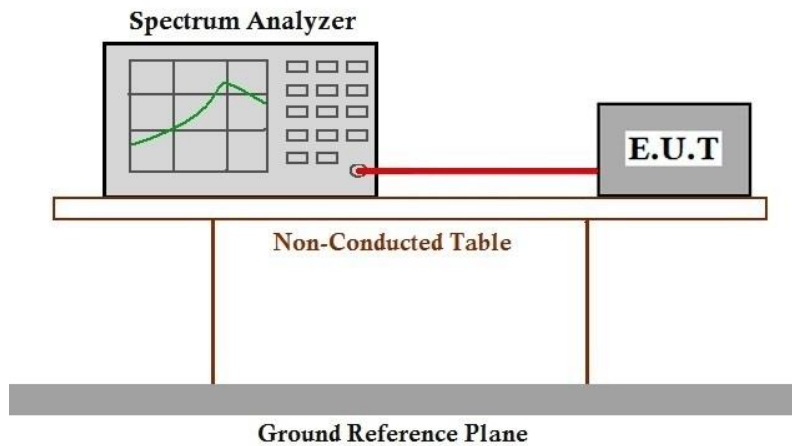 Spectrum Analyzer
E.U.T
Non-Conducted Table
Ground Reference Plane